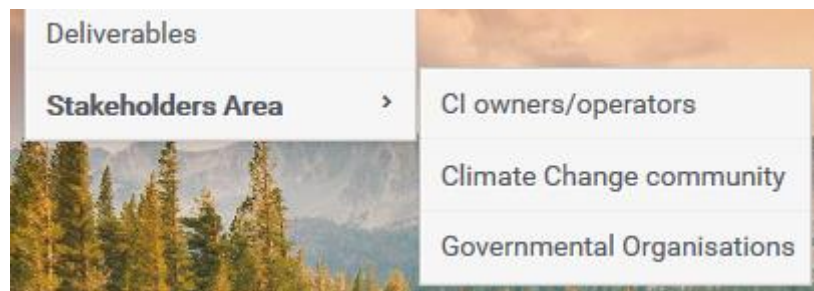 Deliverables
Stakeholders Area
CI owners/operators
Climate Change community
Governmental Organisations